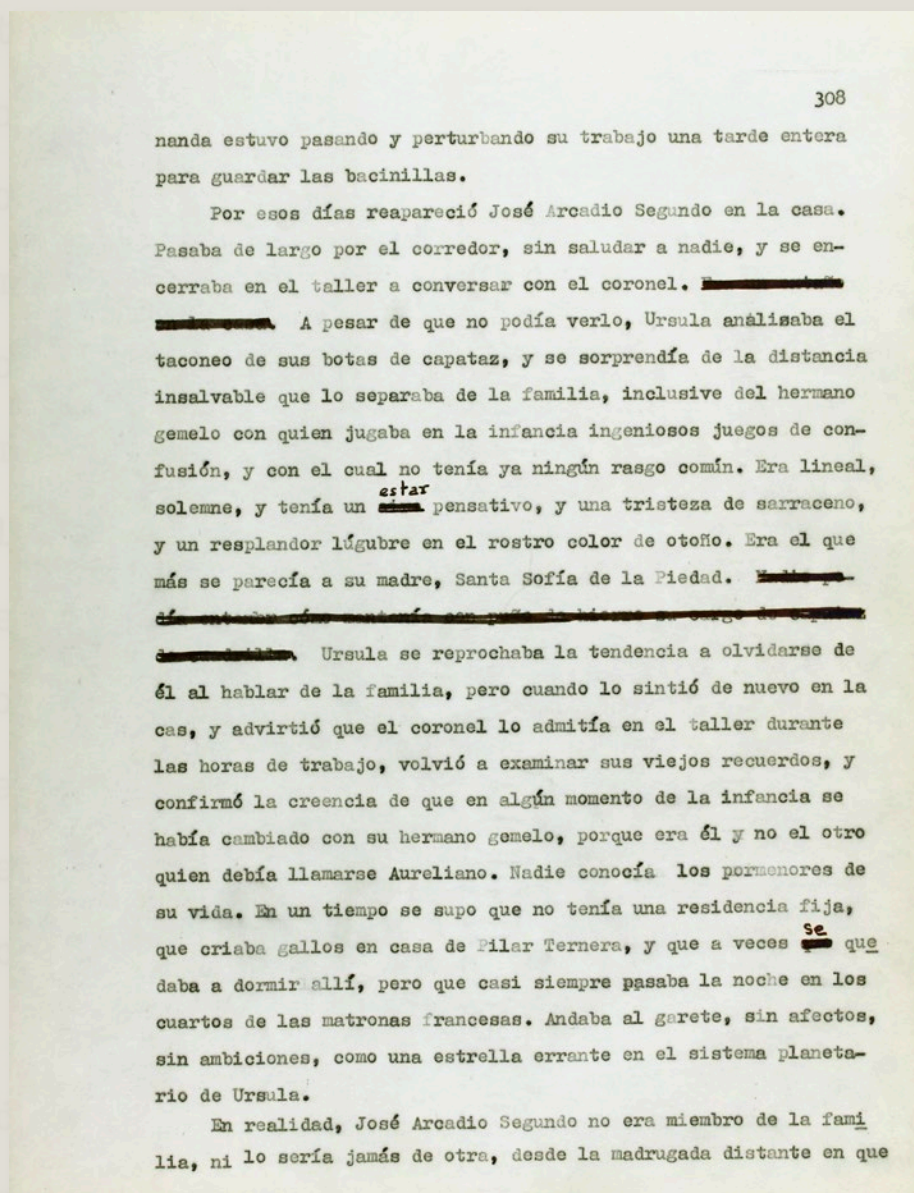 308
nanda estuvo pasando y perturbando su trabajo una tarde entera
para guardar las bacinillas.
Por esos días reapareció José Arcadio Segundo en la casa.
Pasaba de largo por el corredor, sin saludar a nadie, y se en-
cerraba en el taller a conversar con el coronel.
A pesar de que no podía verlo, Ursula análisaba el
taconeo de sus botas de capataz, y se sorprendía de la distancia
insalvable que lo separaba de la familia, inclusive del hermano
gemelo con quien jugaba en la infancia ingeniosos juegos de con-
fusión, y con el cual no tenía ya ningún rasgo común. Era lineal,
solemne, y tenía un estar pensativo, y una tristeza de sarraceno,
y un resplandor lúgubre en el rostro color de otoño. Era el que
más se parecía a su madre, Santa Sofía de la Piedad.
Ursula se reprochaba la tendencia a olvidarse de
él al hablar de la familia, pero cuando lo sintió de nuevo en la
cas, y advirtió que el coronel lo admitía en el taller durante
las horas de trabajo, volvió a examinar sus viejos recuerdos, y
confirmó la creencia de que en algún momento de la infancia se
había cambiado con su hermano gemelo, porque era él y no el otro
quien debía llamarse Aureliano. Nadie conocía los pormenores de
su vida. En un tiempo se supo que no tenía una residencia fija,
que criaba gallos en casa de Pilar Ternera, y que a veces se que
daba a dormir allí, pero que casi siempre pasaba la noche en los
cuartos de las matronas francesas. Andaba al garete, sin afectos,
sin ambiciones, como una estrella errante en el sistema planeta-
rio de Ursula.
En realidad, José Arcadio Segundo no era miembro de la fami
lia, ni lo sería jamás de otra, desde la madrugada distante en que